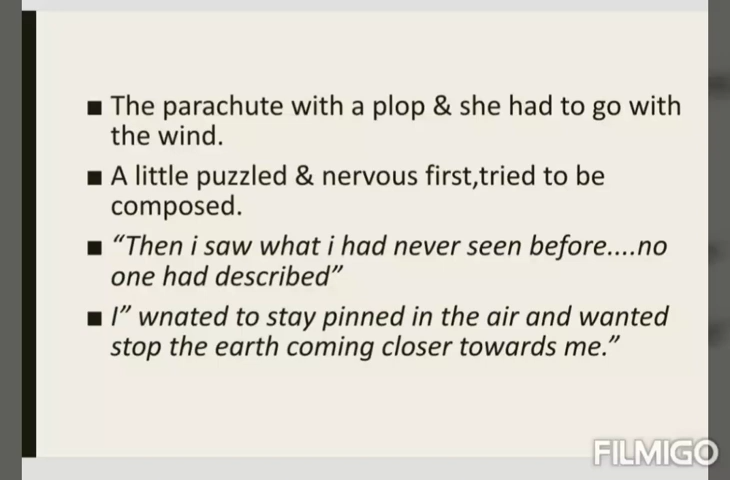 ■ The parachute with a plop & she had to go with
the wind.
■ A little puzzled & nervous first,tried to be
composed.
■ “Then i saw what i had never seen before....no
one had described”
■ I” wnated to stay pinned in the air and wanted
stop the earth coming closer towards me.”
FILMIGO